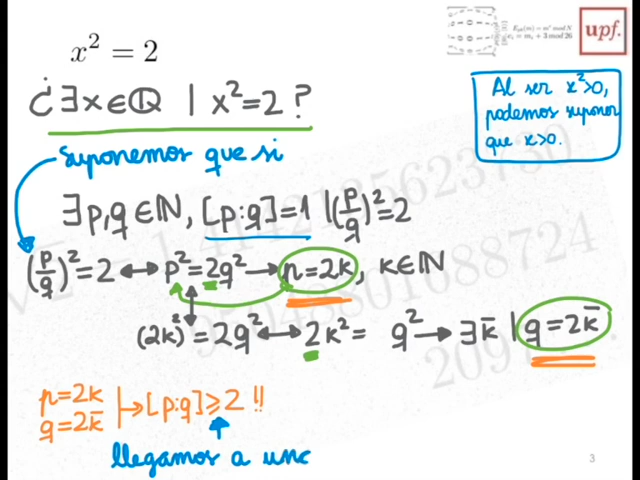 x² = 2
¿∃x∈ℚ | x²=2?
Al ser x²>0,
podemos suponer
que x>0.
Suponemos que si
∃p,q∈ℕ, [p:q]=1 | (p/q)²=2
(p/q)²=2 ↔ p²=2q² → p=2k, k∈ℕ
(2k)²=2q² ↔ 2k²= q² → ∃k̄ | q=2k̄
p=2k
q=2k̄ |→ [p:q]≥2 !!
llegamos a una
upf.
3